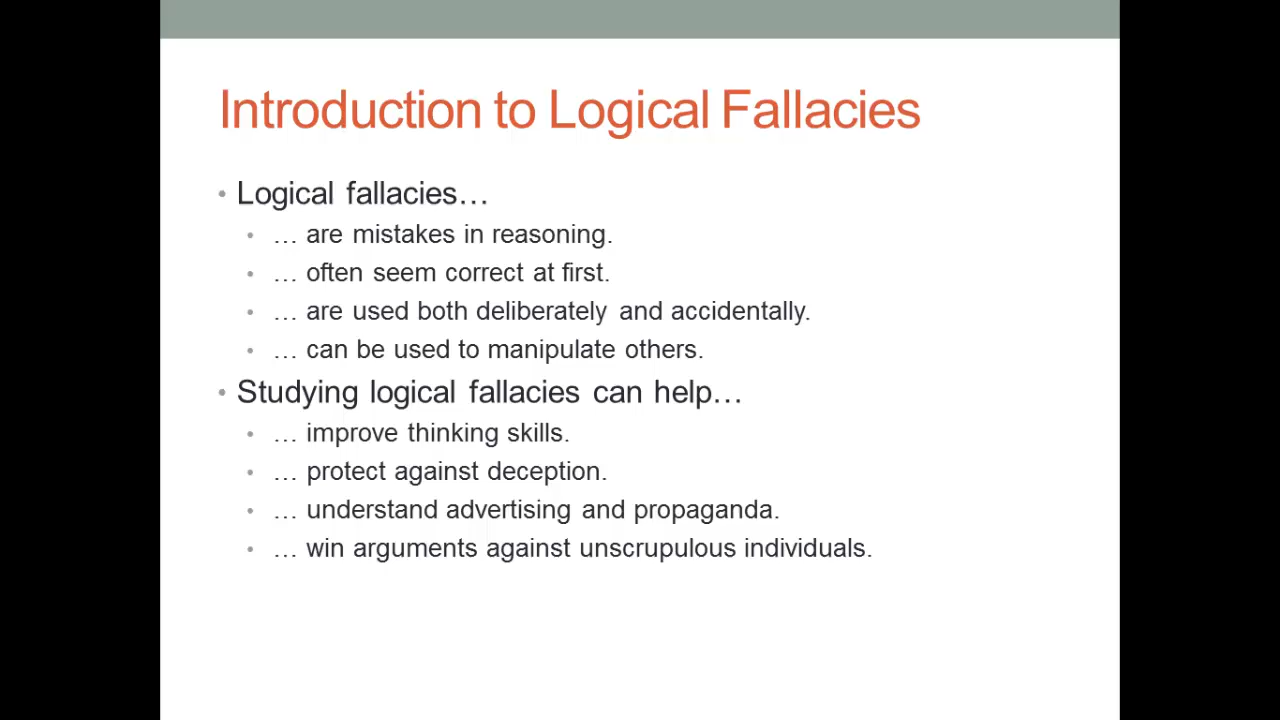 Introduction to Logical Fallacies
• Logical fallacies…
• … are mistakes in reasoning.
• … often seem correct at first.
• … are used both deliberately and accidentally.
• … can be used to manipulate others.
• Studying logical fallacies can help…
• … improve thinking skills.
• … protect against deception.
• … understand advertising and propaganda.
• … win arguments against unscrupulous individuals.